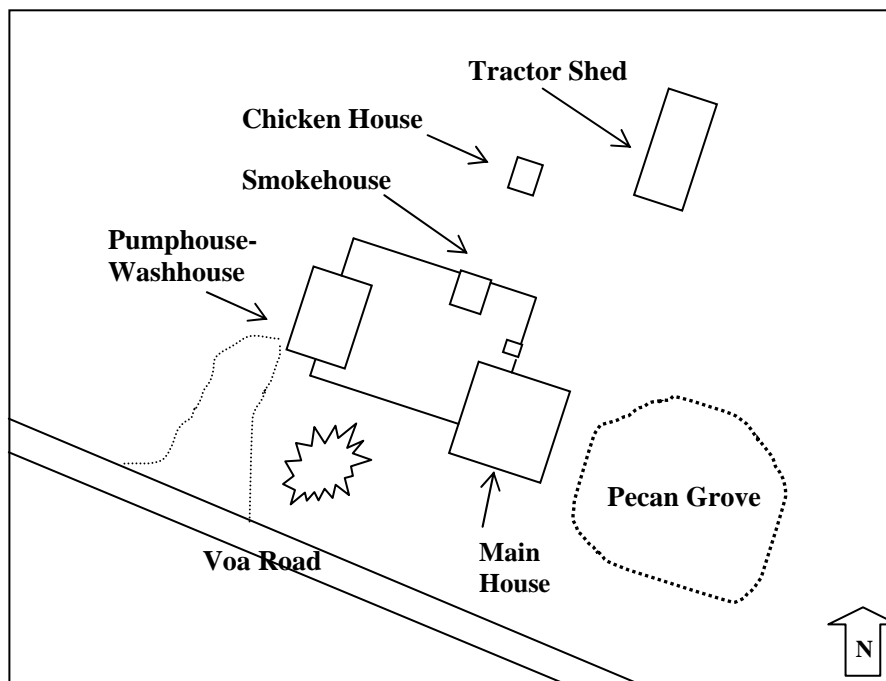 Tractor Shed
Chicken House
Smokehouse
Pumphouse-
Washhouse
Pecan Grove
Voa Road
Main
House
N